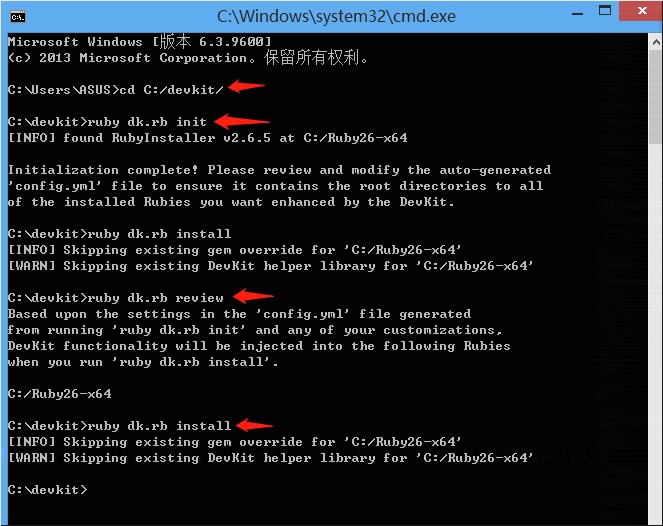 C:\Windows\system32\cmd.exe
Microsoft Windows [版本 6.3.9600]
(c) 2013 Microsoft Corporation。保留所有权利。
C:\Users\ASUS>cd C:/devkit/
C:\devkit>ruby dk.rb init
[INFO] found RubyInstaller v2.6.5 at C:/Ruby26-x64
Initialization complete! Please review and modify the auto-generated
'config.yml' file to ensure it contains the root directories to all
of the installed Rubies you want enhanced by the DevKit.
C:\devkit>ruby dk.rb install
[INFO] Skipping existing gem override for 'C:/Ruby26-x64'
[WARN] Skipping existing DevKit helper library for 'C:/Ruby26-x64'
C:\devkit>ruby dk.rb review
Based upon the settings in the 'config.yml' file generated
from running 'ruby dk.rb init' and any of your customizations,
DevKit functionality will be injected into the following Rubies
when you run 'ruby dk.rb install'.
C:/Ruby26-x64
C:\devkit>ruby dk.rb install
[INFO] Skipping existing gem override for 'C:/Ruby26-x64'
[WARN] Skipping existing DevKit helper library for 'C:/Ruby26-x64'
C:\devkit>